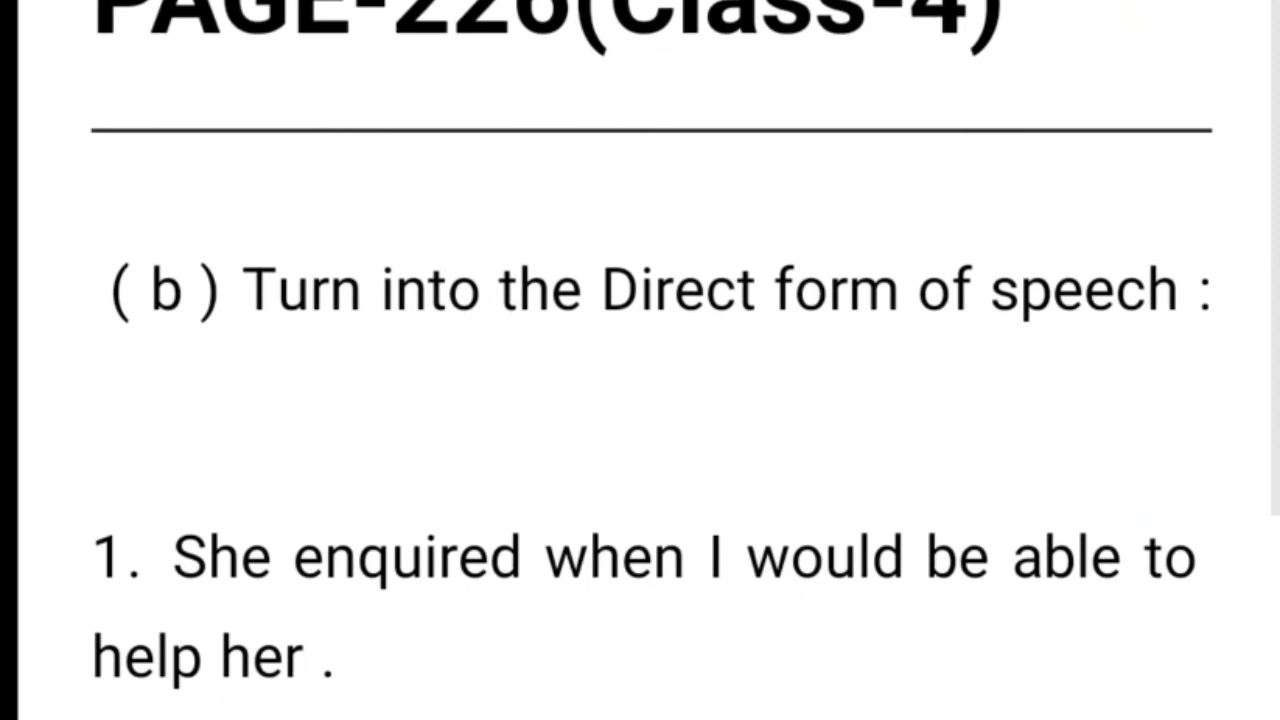 PAGE-226(Class-4)
( b ) Turn into the Direct form of speech :
1. She enquired when I would be able to
help her .